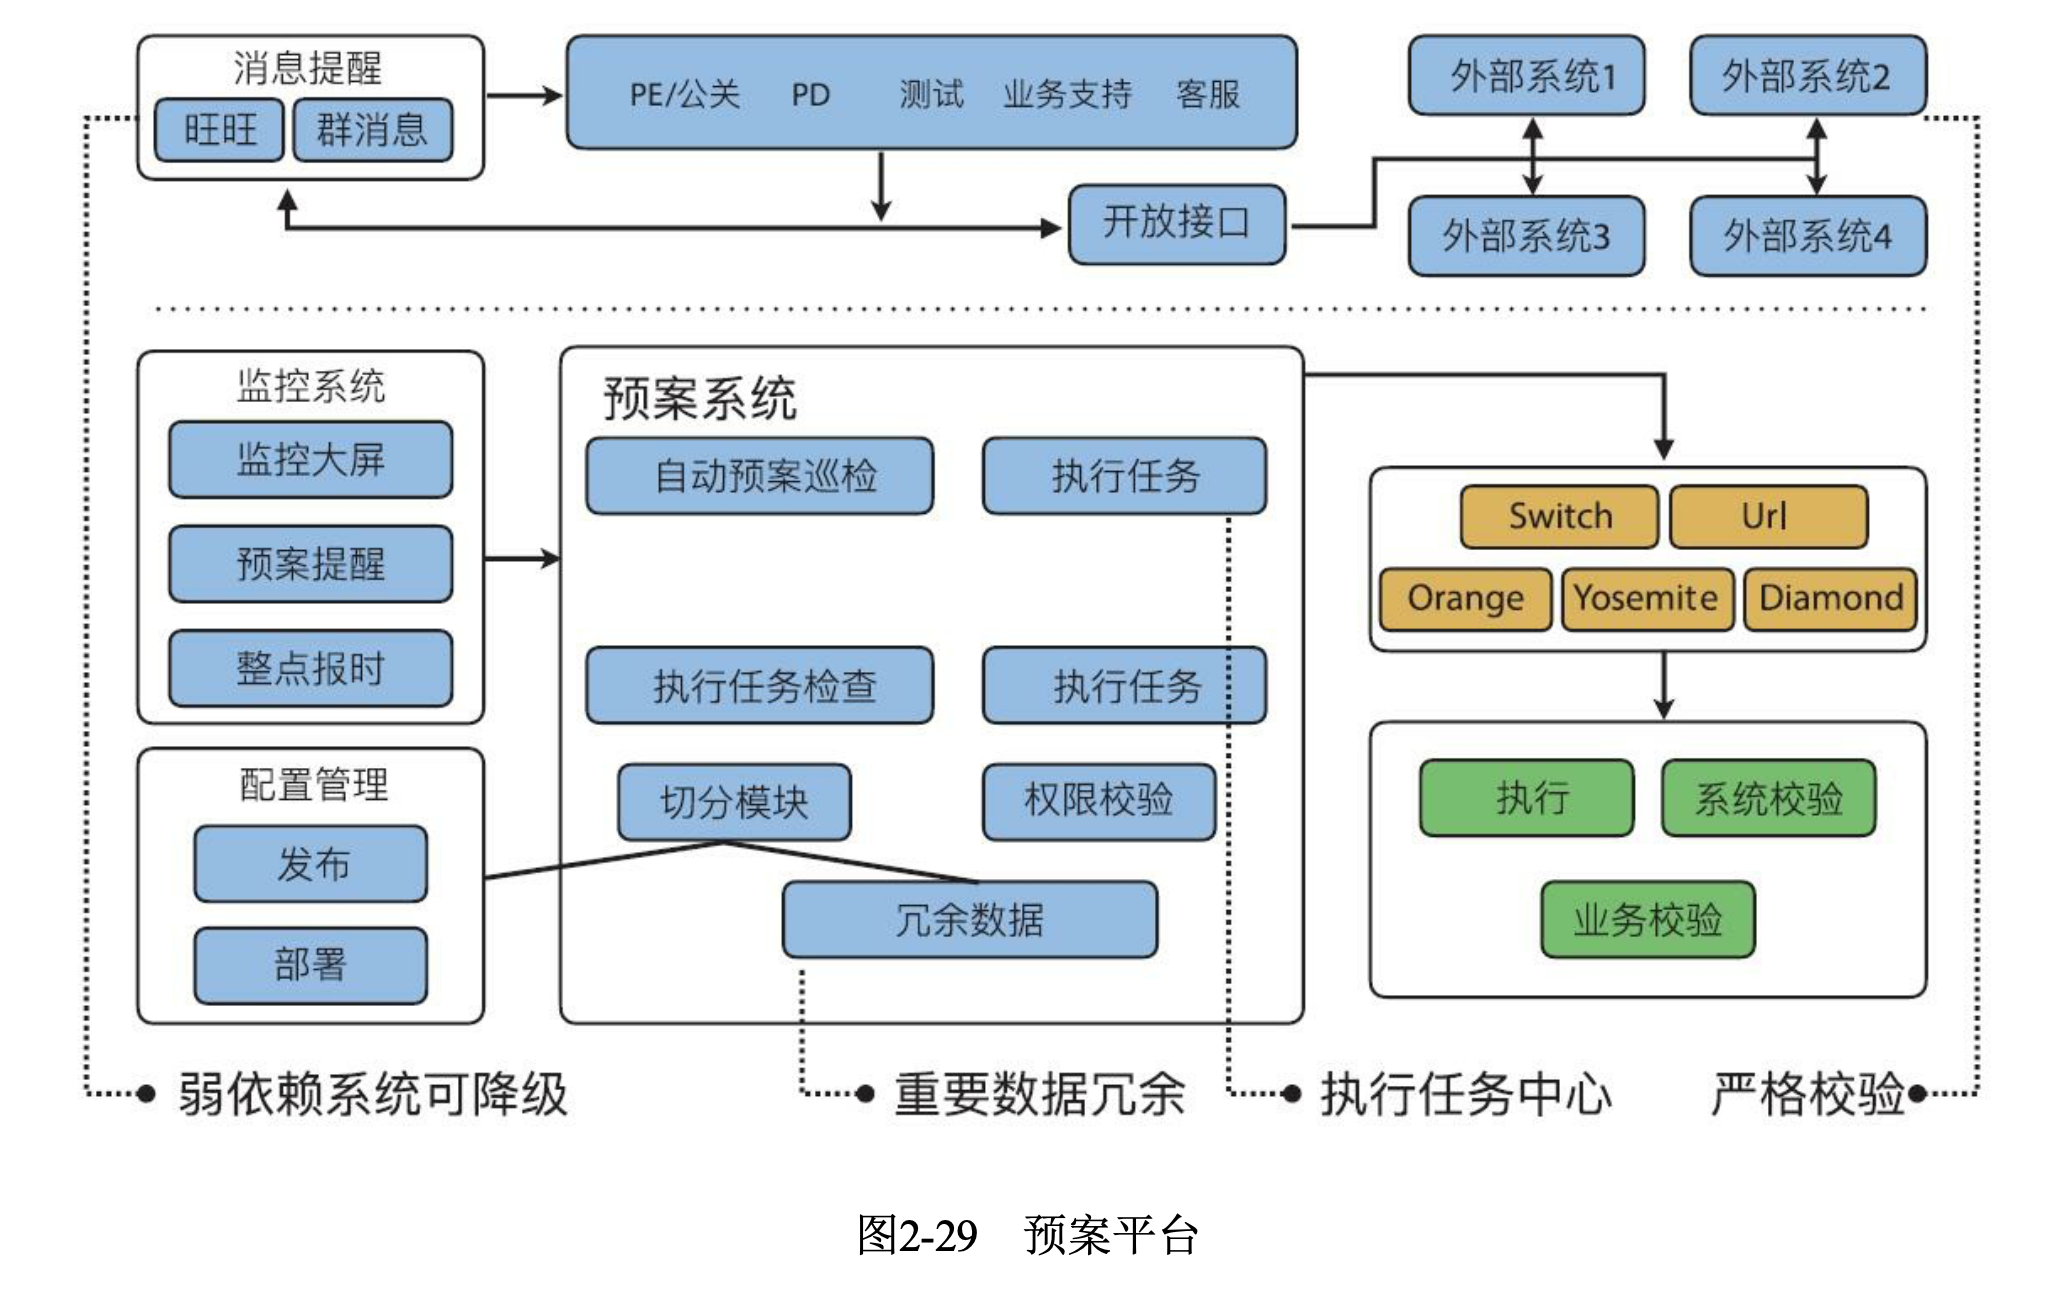 消息提醒
旺旺
群消息
PE/公关 PD 测试 业务支持 客服
外部系统1
外部系统2
开放接口
外部系统3
外部系统4
监控系统
监控大屏
预案提醒
整点报时
配置管理
发布
部署
预案系统
自动预案巡检
执行任务
执行任务检查
执行任务
切分模块
权限校验
冗余数据
Switch
Url
Orange
Yosemite
Diamond
执行
系统校验
业务校验
弱依赖系统可降级
重要数据冗余
执行任务中心
严格校验
图2-29 预案平台